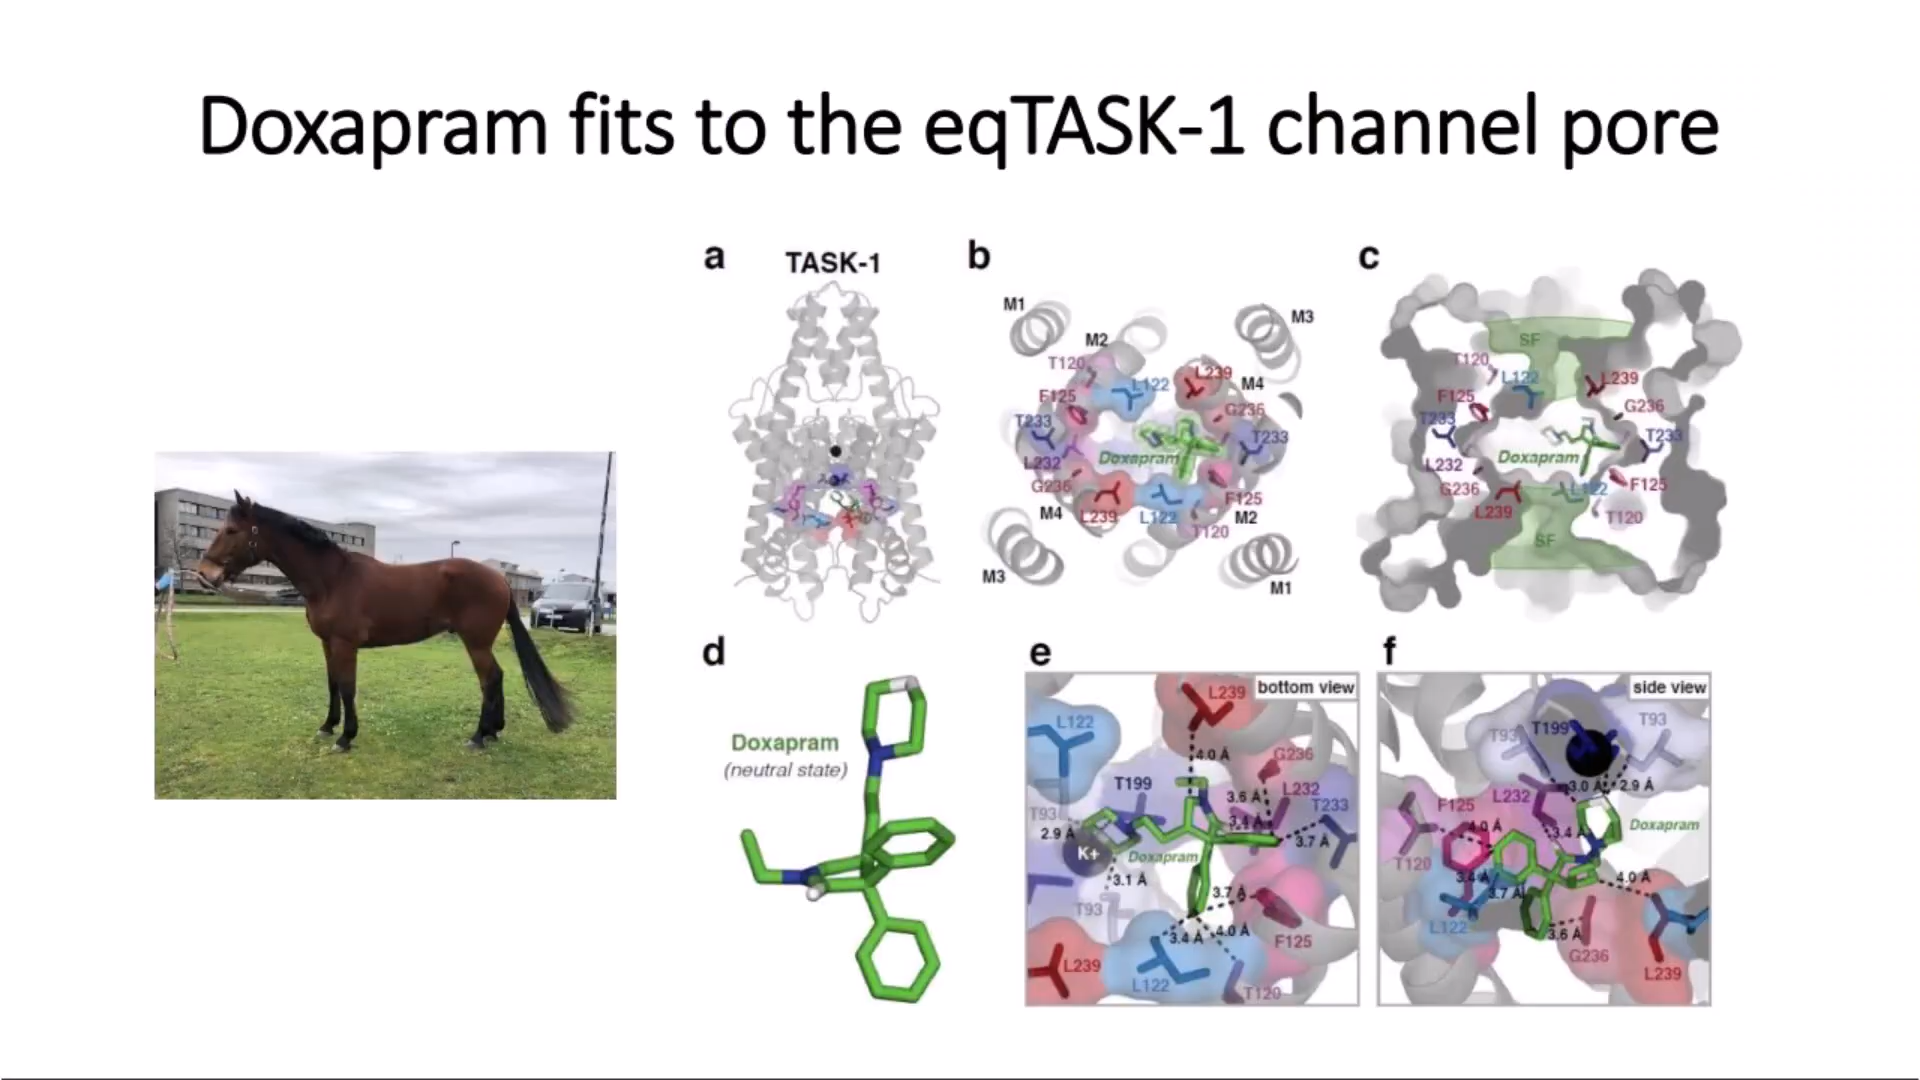 Doxapram fits to the eqTASK-1 channel pore
a
TASK-1
b
M1
M3
M2
T120
L122
L239
M4
F125
G236
T233
T233
Doxapram
L232
G236
F125
M4
L239
L122
M2
T120
M3
M1
c
SF
T120
L122
L239
F125
G236
T233
T233
Doxapram
L232
G236
L122
F125
L239
T120
SF
d
Doxapram
(neutral state)
e
bottom view
L239
L122
4.0 Å
G236
T199
3.6 Å
L232
T233
T93
3.4
2.9 Å
3.7 Å
K+
Doxapram
3.1 Å
3.7 Å
T93
4.0 Å
3.4 Å
F125
L239
L122
T120
f
side view
T199
T93
T93
3.0 Å
2.9 Å
L232
F125
4.0 Å
Doxapram
3.4
T120
3.4 Å
4.0 Å
3.7 Å
L122
3.6 Å
G236
L239